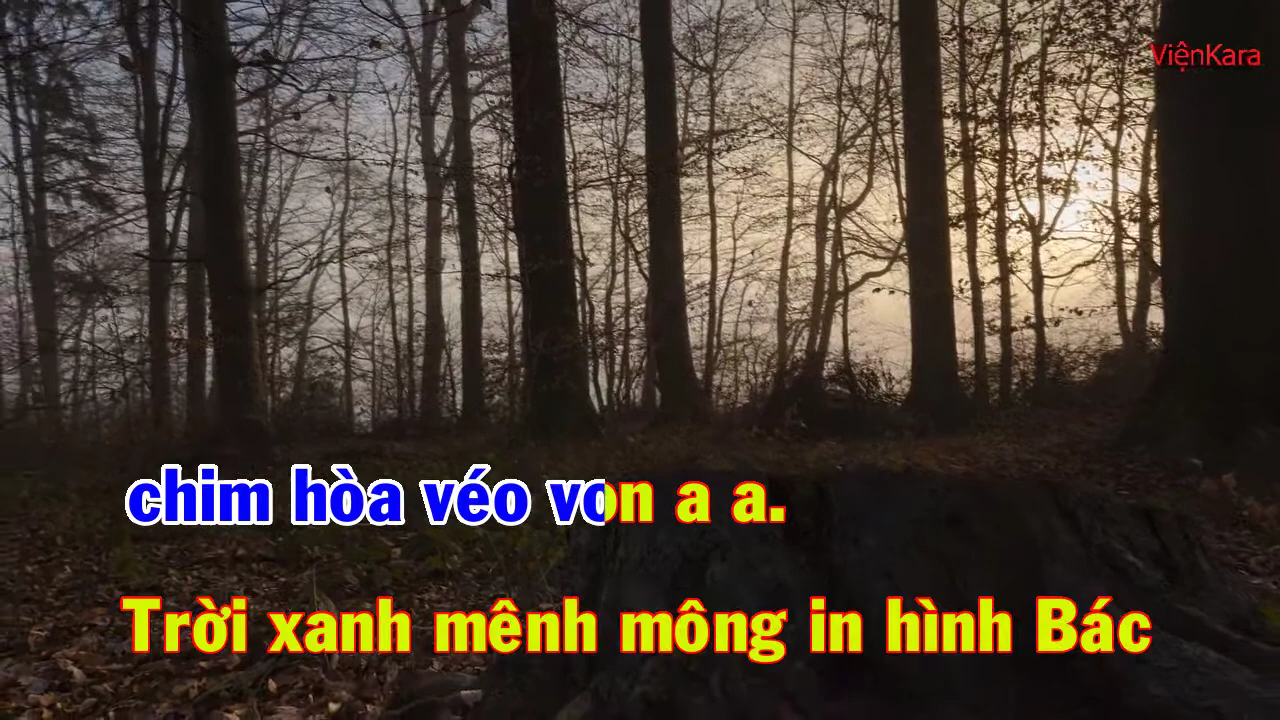 ViệnKara
chim hòa véo von a a.
Trời xanh mênh mông in hình Bác